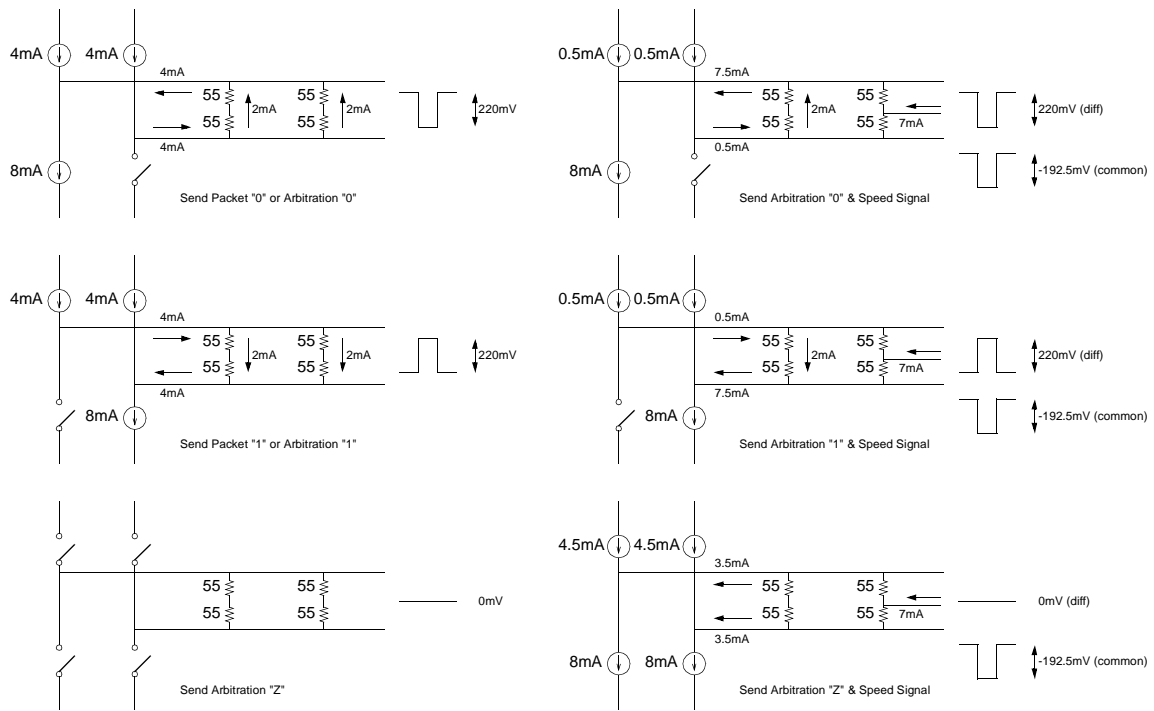 4mA 4mA
4mA
55 55
2mA 2mA
220mV
55 55
4mA
8mA
Send Packet "0" or Arbitration "0"
0.5mA 0.5mA
7.5mA
55 55
2mA
220mV (diff)
55 55
7mA
0.5mA
8mA
-192.5mV (common)
Send Arbitration "0" & Speed Signal
4mA 4mA
4mA
55 55
2mA 2mA
220mV
55 55
4mA
8mA
Send Packet "1" or Arbitration "1"
0.5mA 0.5mA
0.5mA
55 55
2mA
220mV (diff)
55 55
7mA
7.5mA
8mA
-192.5mV (common)
Send Arbitration "1" & Speed Signal
55 55
0mV
55 55
Send Arbitration "Z"
4.5mA 4.5mA
3.5mA
55 55
0mV (diff)
55 55
7mA
3.5mA
8mA 8mA
-192.5mV (common)
Send Arbitration "Z" & Speed Signal